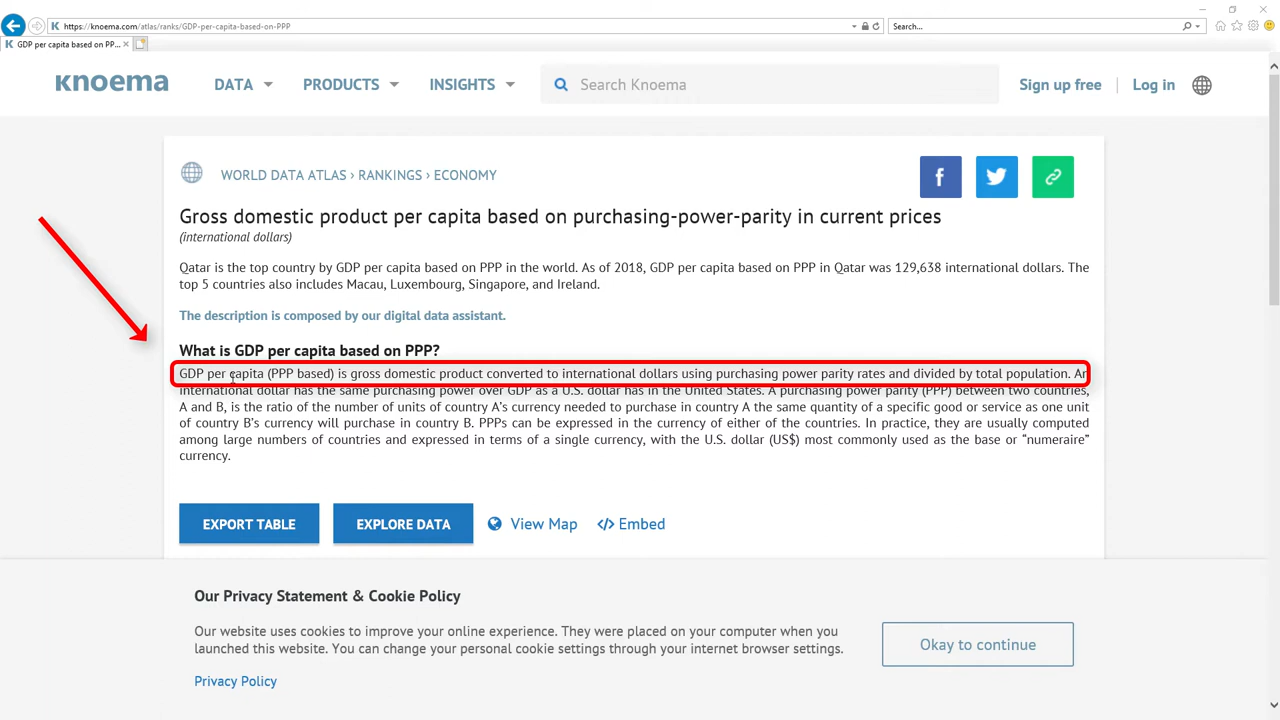 https://knoema.com/atlas/ranks/GDP-per-capita-based-on-PPP
Search...
K GDP per capita based on PP...
knoema
DATA
PRODUCTS
INSIGHTS
Search Knoema
Sign up free
Log in
WORLD DATA ATLAS › RANKINGS › ECONOMY
Gross domestic product per capita based on purchasing-power-parity in current prices
(international dollars)
Qatar is the top country by GDP per capita based on PPP in the world. As of 2018, GDP per capita based on PPP in Qatar was 129,638 international dollars. The
top 5 countries also includes Macau, Luxembourg, Singapore, and Ireland.
The description is composed by our digital data assistant.
What is GDP per capita based on PPP?
GDP per capita (PPP based) is gross domestic product converted to international dollars using purchasing power parity rates and divided by total population. An
international dollar has the same purchasing power over GDP as a U.S. dollar has in the United States. A purchasing power parity (PPP) between two countries,
A and B, is the ratio of the number of units of country A’s currency needed to purchase in country A the same quantity of a specific good or service as one unit
of country B’s currency will purchase in country B. PPPs can be expressed in the currency of either of the countries. In practice, they are usually computed
among large numbers of countries and expressed in terms of a single currency, with the U.S. dollar (US$) most commonly used as the base or “numeraire”
currency.
EXPORT TABLE
EXPLORE DATA
View Map
</> Embed
Our Privacy Statement & Cookie Policy
Our website uses cookies to improve your online experience. They were placed on your computer when you
launched this website. You can change your personal cookie settings through your internet browser settings.
Okay to continue
Privacy Policy